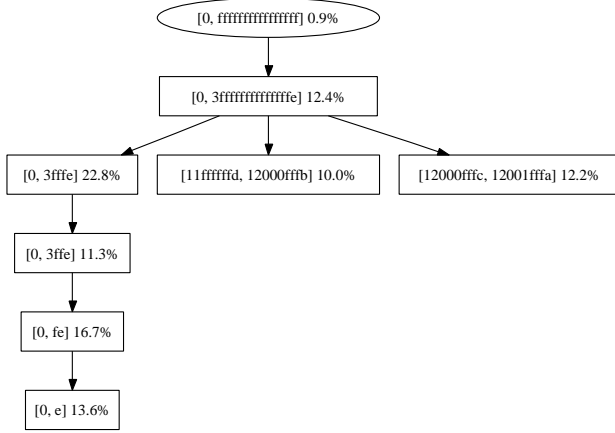 [0, ffffffffffffffff] 0.9%
[0, 3ffffffffffffffe] 12.4%
[0, 3fffe] 22.8%
[11ffffffd, 12000fffb] 10.0%
[12000fffc, 12001fffa] 12.2%
[0, 3ffe] 11.3%
[0, fe] 16.7%
[0, e] 13.6%